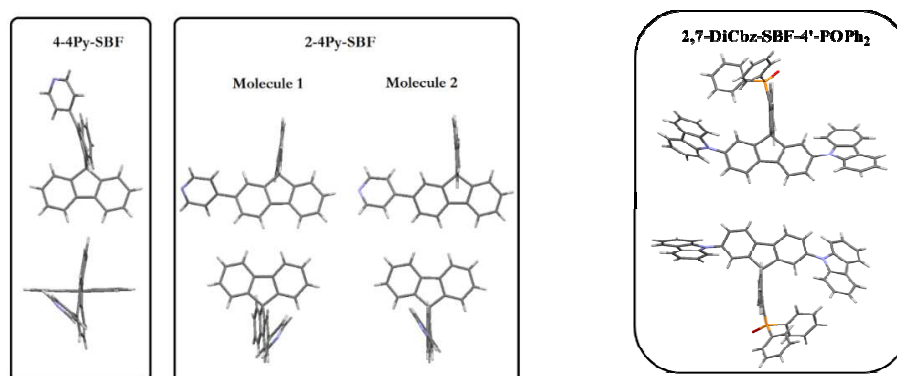 4-4Py-SBF
2-4Py-SBF
Molecule 1
Molecule 2
2,7-DiCbz-SBF-4'-POPh₂